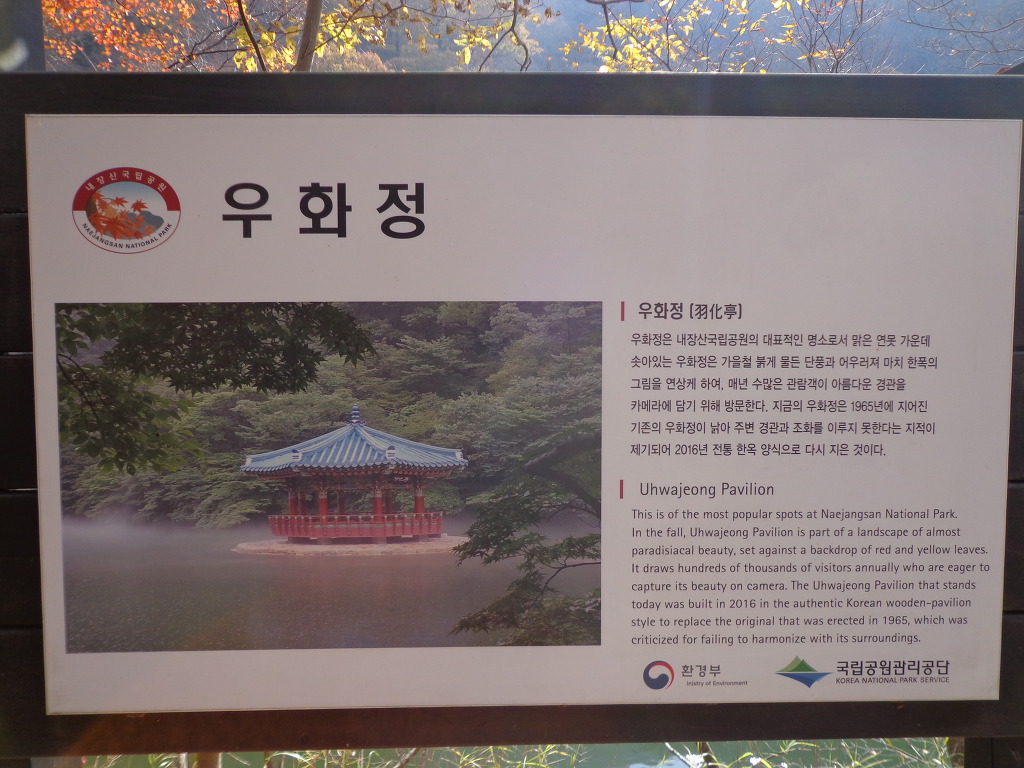 내장산국립공원
NAEJANGSAN NATIONAL PARK
우화정
우화정 (羽化亭)
우화정은 내장산국립공원의 대표적인 명소로서 맑은 연못 가운데
솟아있는 우화정은 가을철 붉게 물든 단풍과 어우러져 마치 한폭의
그림을 연상케 하여, 매년 수많은 관람객이 아름다운 경관을
카메라에 담기 위해 방문한다. 지금의 우화정은 1965년에 지어진
기존의 우화정이 낡아 주변 경관과 조화를 이루지 못한다는 지적이
제기되어 2016년 전통 한옥 양식으로 다시 지은 것이다.
Uhwajeong Pavilion
This is of the most popular spots at Naejangsan National Park.
In the fall, Uhwajeong Pavilion is part of a landscape of almost
paradisiacal beauty, set against a backdrop of red and yellow leaves.
It draws hundreds of thousands of visitors annually who are eager to
capture its beauty on camera. The Uhwajeong Pavilion that stands
today was built in 2016 in the authentic Korean wooden-pavilion
style to replace the original that was erected in 1965, which was
criticized for failing to harmonize with its surroundings.
환경부
inistry of Environment
국립공원관리공단
KOREA NATIONAL PARK SERVICE